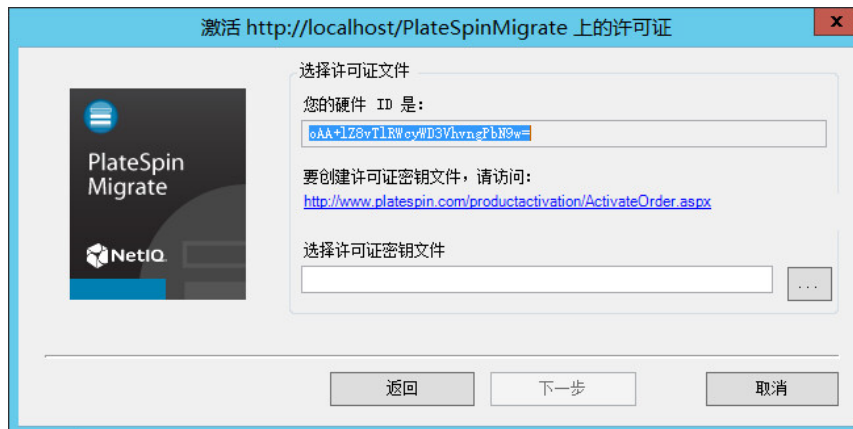 激活 http://localhost/PlateSpinMigrate 上的许可证
x
选择许可证文件
您的硬件 ID 是:
oAA+lZ8vTlRWcyWD3VhvngPbN9w=
PlateSpin
Migrate
NetIQ
要创建许可证密钥文件，请访问:
http://www.platespin.com/productactivation/ActivateOrder.aspx
选择许可证密钥文件
...
返回
下一步
取消